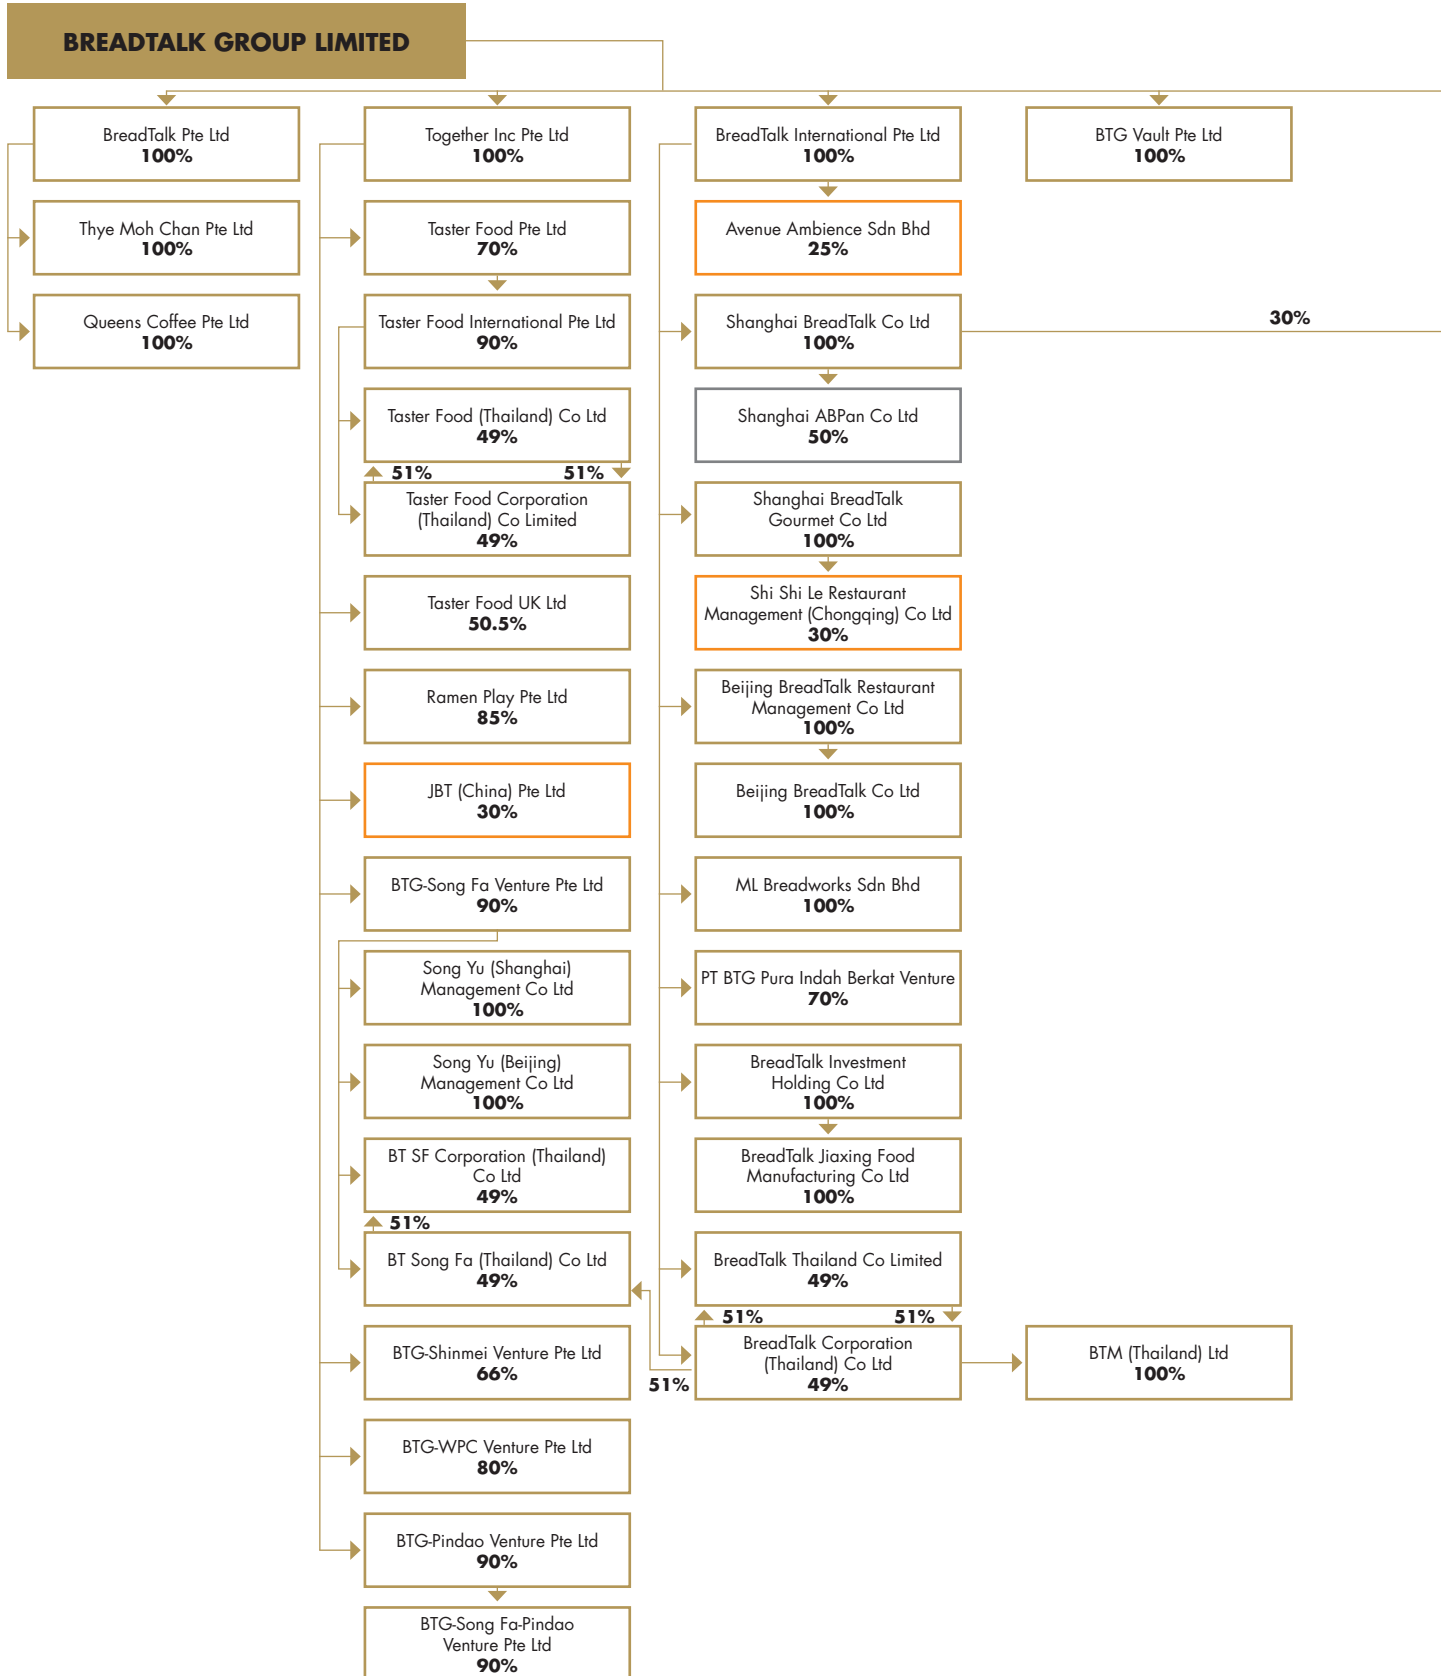 BREADTALK GROUP LIMITED
BreadTalk Pte Ltd
100%
Thye Moh Chan Pte Ltd
100%
Queens Coffee Pte Ltd
100%
Together Inc Pte Ltd
100%
Taster Food Pte Ltd
70%
Taster Food International Pte Ltd
90%
Taster Food (Thailand) Co Ltd
49%
51%
51%
Taster Food Corporation
(Thailand) Co Limited
49%
Taster Food UK Ltd
50.5%
Ramen Play Pte Ltd
85%
JBT (China) Pte Ltd
30%
BTG-Song Fa Venture Pte Ltd
90%
Song Yu (Shanghai)
Management Co Ltd
100%
Song Yu (Beijing)
Management Co Ltd
100%
BT SF Corporation (Thailand)
Co Ltd
49%
51%
BT Song Fa (Thailand) Co Ltd
49%
BTG-Shinmei Venture Pte Ltd
66%
BTG-WPC Venture Pte Ltd
80%
BTG-Pindao Venture Pte Ltd
90%
BTG-Song Fa-Pindao
Venture Pte Ltd
90%
BreadTalk International Pte Ltd
100%
Avenue Ambience Sdn Bhd
25%
Shanghai BreadTalk Co Ltd
100%
30%
Shanghai ABPan Co Ltd
50%
Shanghai BreadTalk
Gourmet Co Ltd
100%
Shi Shi Le Restaurant
Management (Chongqing) Co Ltd
30%
Beijing BreadTalk Restaurant
Management Co Ltd
100%
Beijing BreadTalk Co Ltd
100%
ML Breadworks Sdn Bhd
100%
PT BTG Pura Indah Berkat Venture
70%
BreadTalk Investment
Holding Co Ltd
100%
BreadTalk Jiaxing Food
Manufacturing Co Ltd
100%
BreadTalk Thailand Co Limited
49%
51%
51%
BreadTalk Corporation
(Thailand) Co Ltd
49%
51%
BTG Vault Pte Ltd
100%
BTM (Thailand) Ltd
100%